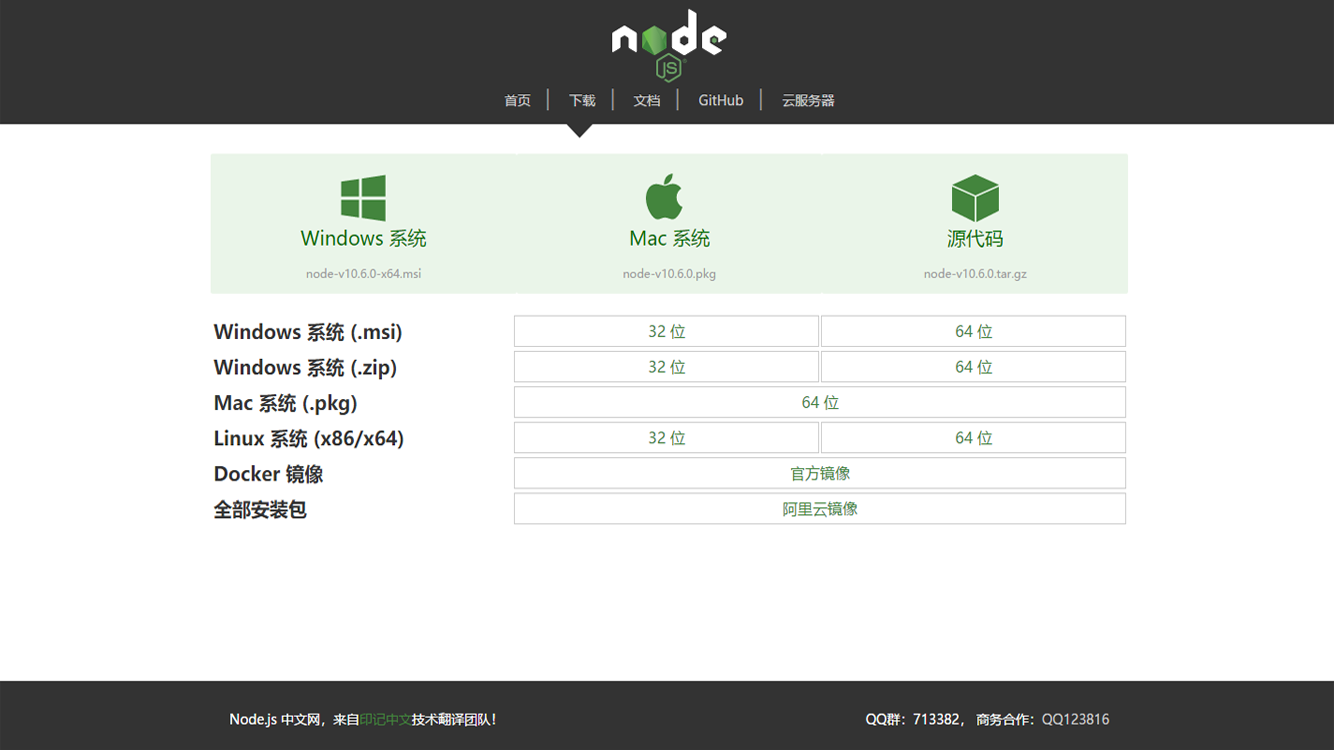 node
JS
首页 下载 文档 GitHub 云服务器
Windows 系统 Mac 系统 源代码
node-v10.6.0-x64.msi node-v10.6.0.pkg node-v10.6.0.tar.gz
Windows 系统 (.msi) 32 位 64 位
Windows 系统 (.zip) 32 位 64 位
Mac 系统 (.pkg) 64 位
Linux 系统 (x86/x64) 32 位 64 位
Docker 镜像 官方镜像
全部安装包 阿里云镜像
Node.js 中文网，来自印记中文技术翻译团队! QQ群：713382， 商务合作：QQ123816